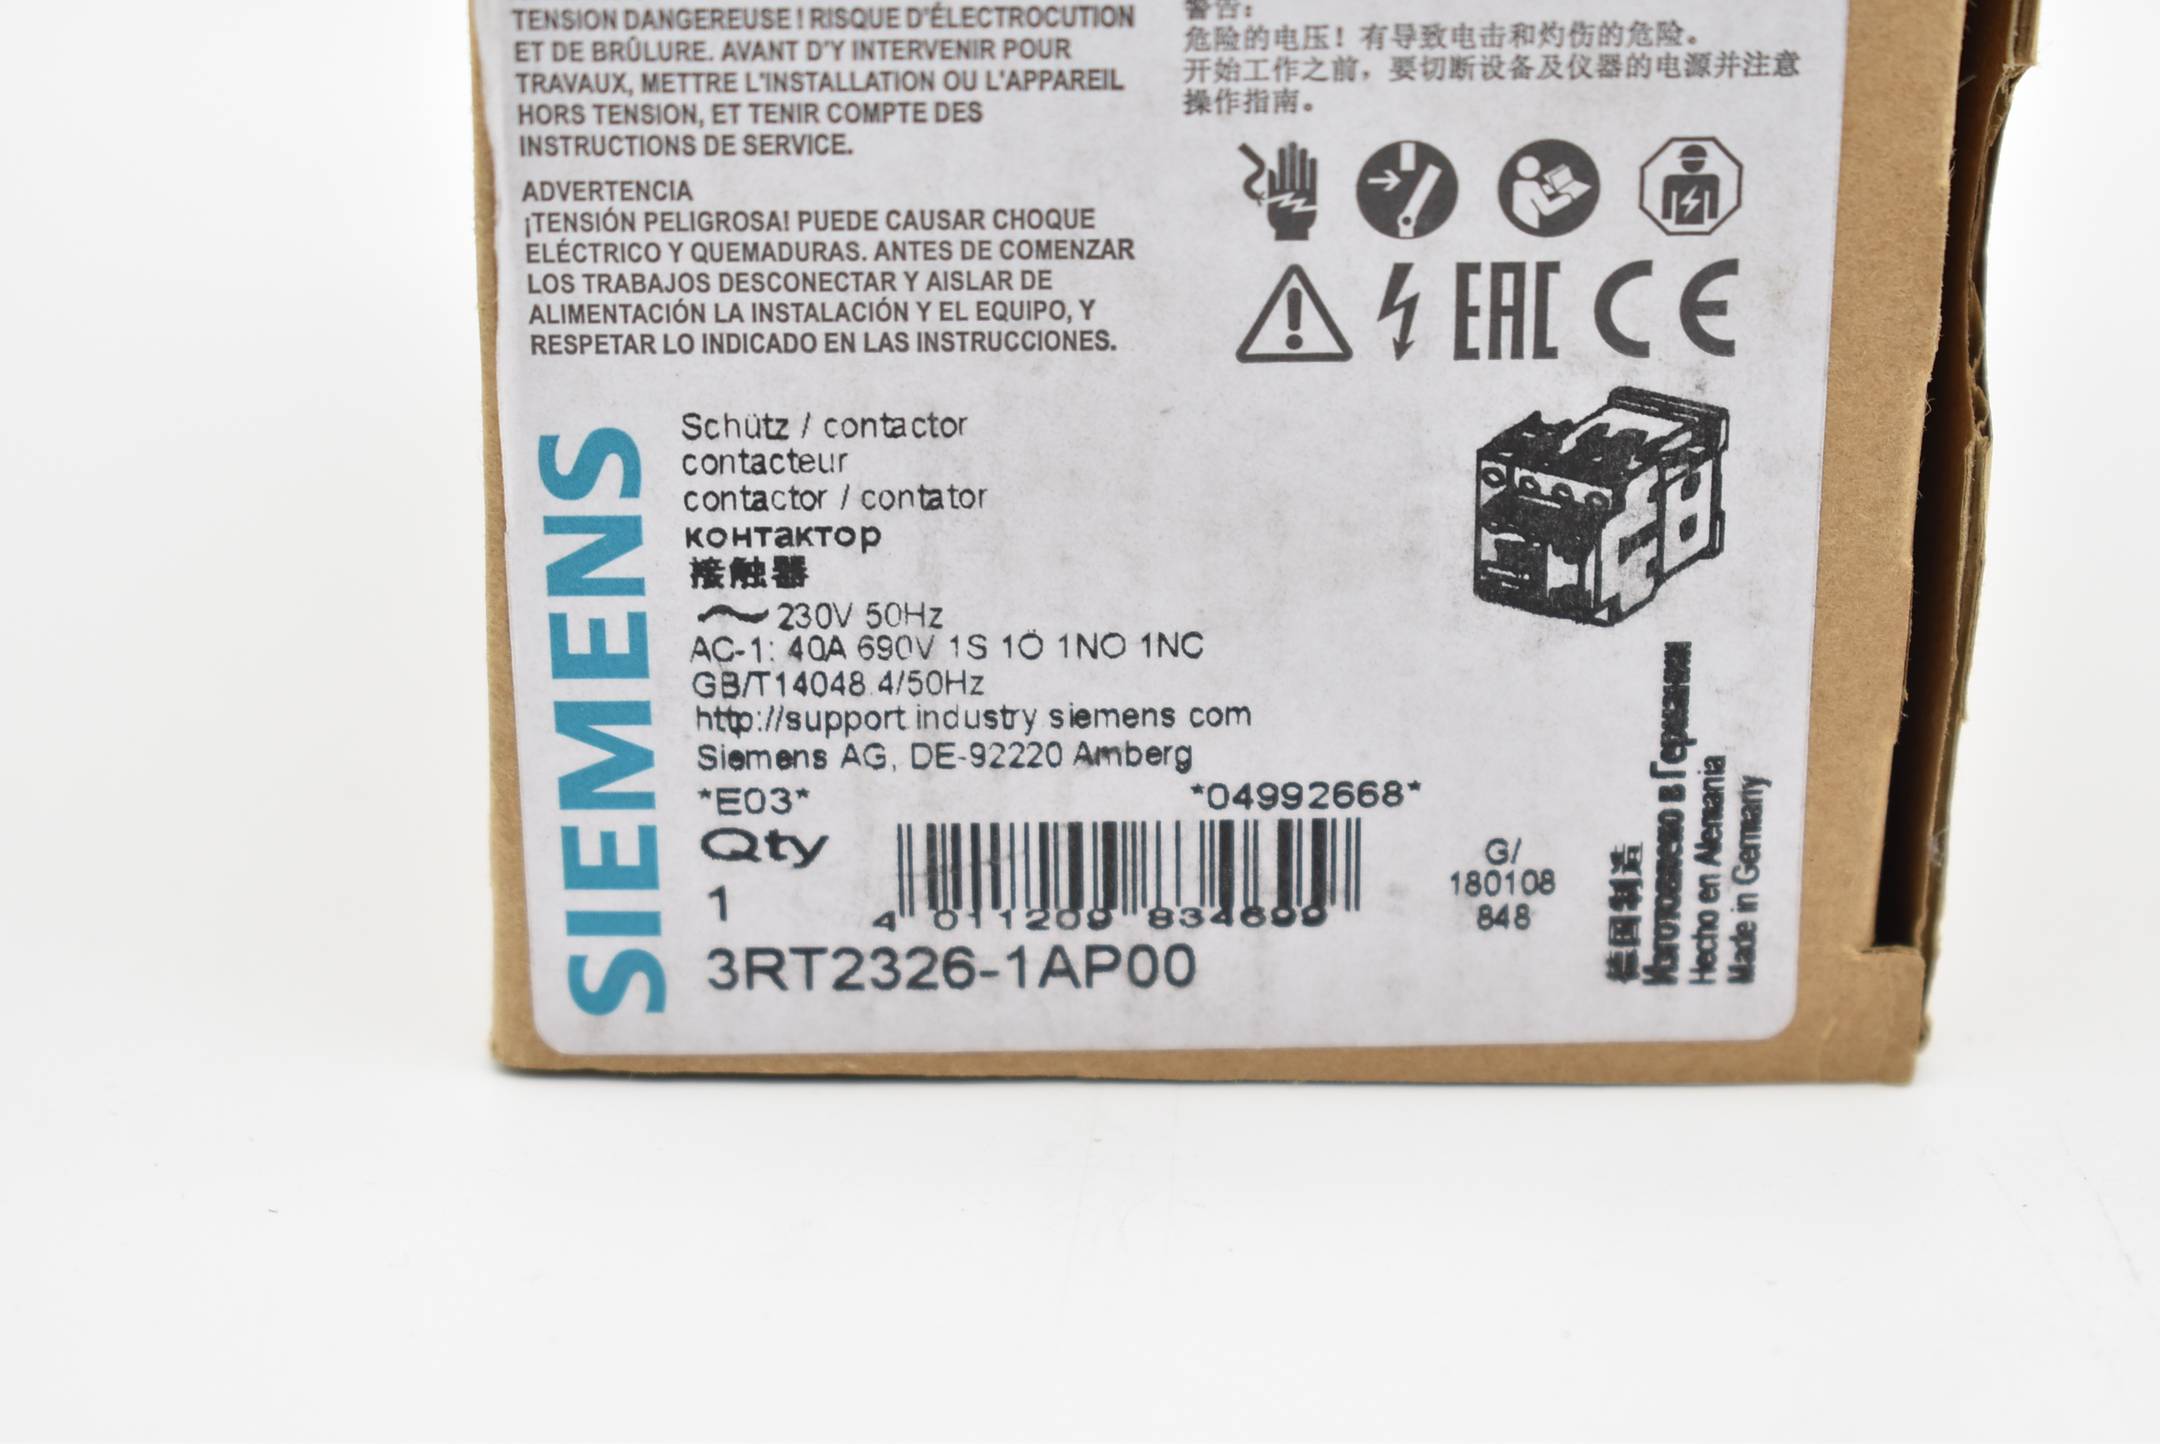 TENSION DANGEREUSE ! RISQUE D'ÉLECTROCUTION
ET DE BRÛLURE. AVANT D'Y INTERVENIR POUR
TRAVAUX, METTRE L'INSTALLATION OU L'APPAREIL
HORS TENSION, ET TENIR COMPTE DES
INSTRUCTIONS DE SERVICE.
ADVERTENCIA
¡TENSIÓN PELIGROSA! PUEDE CAUSAR CHOQUE
ELÉCTRICO Y QUEMADURAS. ANTES DE COMENZAR
LOS TRABAJOS DESCONECTAR Y AISLAR DE
ALIMENTACIÓN LA INSTALACIÓN Y EL EQUIPO, Y
RESPETAR LO INDICADO EN LAS INSTRUCCIONES.
警告:
危险的电压！有导致电击和灼伤的危险。
开始工作之前，要切断设备及仪器的电源并注意
操作指南。
EAC CE
SIEMENS
Schütz / contactor
contacteur
contactor / contator
контактор
接触器
~ 230V 50Hz
AC-1: 40A 690V 1S 1Ö 1NO 1NC
GB/T14048.4/50Hz
http://support.industry.siemens.com
Siemens AG, DE-92220 Amberg
*E03* *04992668*
Qty
1
4 011209 834699
3RT2326-1AP00
G/
180108
848
德国制造
Изготовлено в Германии
Hecho en Alemania
Made in Germany